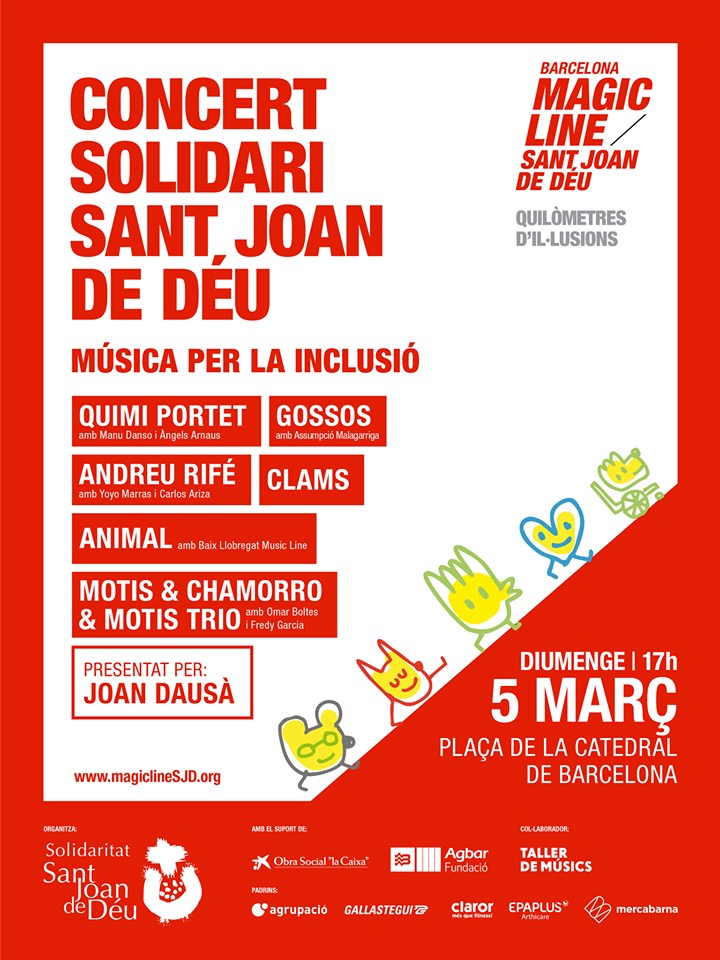 CONCERT
SOLIDARI
SANT JOAN
DE DÉU
BARCELONA
MAGIC
LINE
SANT JOAN
DE DÉU
QUILÒMETRES
D'IL·LUSIONS
MÚSICA PER LA INCLUSIÓ
QUIMI PORTET
amb Manu Danso i Àngels Arnaus
GOSSOS
amb Assumpció Malagarriga
ANDREU RIFÉ
amb Yoyo Marras i Carlos Ariza
CLAMS
ANIMAL amb Baix Llobregat Music Line
MOTIS & CHAMORRO
& MOTIS TRIO amb Omar Boltes
i Fredy Garcia
PRESENTAT PER:
JOAN DAUSÀ
DIUMENGE | 17h
5 MARÇ
PLAÇA DE LA CATEDRAL
DE BARCELONA
www.magiclineSJD.org
ORGANITZA:
Solidaritat
Sant
Joan
de Déu
AMB EL SUPORT DE:
Obra Social "la Caixa"
Agbar
Fundació
COL·LABORADOR:
TALLER
DE MÚSICS
PADRINS:
agrupació
GALLASTEGUI
claror
més que fitness!
EPAPLUS
Arthicare
mercabarna